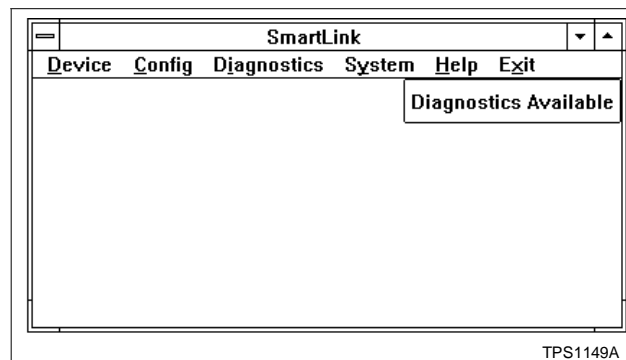 SmartLink
Device Config Diagnostics System Help Exit
Diagnostics Available
TPS1149A